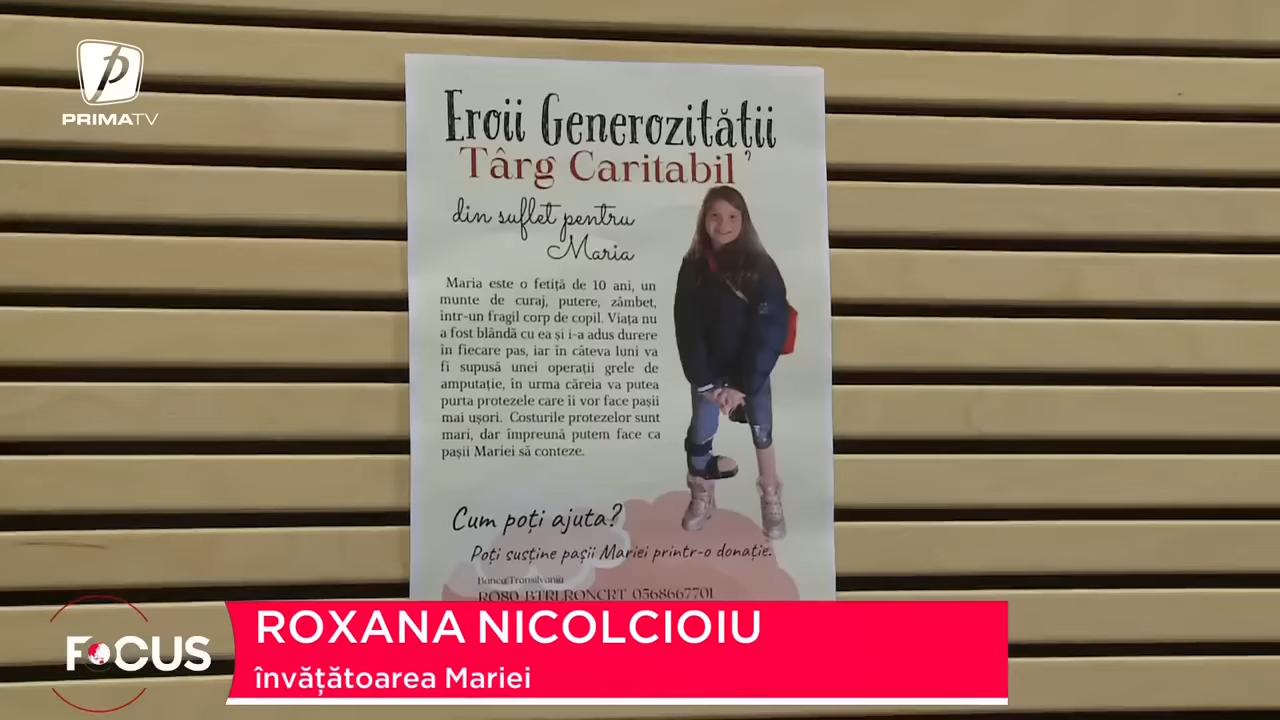 PRIMATV
Eroii Generozității
Târg Caritabil
din suflet pentru
Maria
Maria este o fetiță de 10 ani, un
munte de curaj, putere, zâmbet,
într-un fragil corp de copil. Viața nu
a fost blândă cu ea și i-a adus durere
în fiecare pas, iar în câteva luni va
fi supusă unei operații grele de
amputație, în urma căreia va putea
purta protezele care îi vor face pașii
mai ușori. Costurile protezelor sunt
mari, dar împreună putem face ca
pașii Mariei să conteze.
Cum poți ajuta?
Poți susține pașii Mariei printr-o donație.
Banca Transilvania
RO80 BTRLRONCRT 0568667701
FOCUS
ROXANA NICOLCIOIU
învățătoarea Mariei